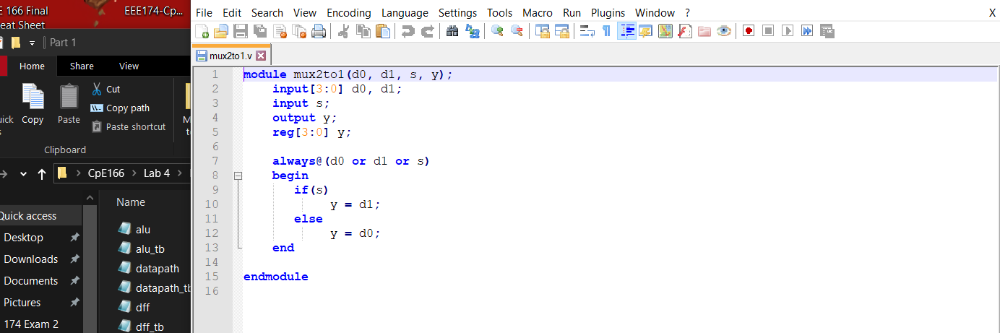 E 166 Final
eat Sheet
EEE174-Cp...
Part 1
Home Share View
Copy
Paste
Cut
Copy path
Paste shortcut
Clipboard
CpE166 Lab 4
Name
Quick access
Desktop
Downloads
Documents
Pictures
174 Exam 2
alu
alu_tb
datapath
datapath_tb
dff
dff_tb
File Edit Search View Encoding Language Settings Tools Macro Run Plugins Window ? X
mux2to1.v
1 module mux2to1(d0, d1, s, y);
2 input[3:0] d0, d1;
3 input s;
4 output y;
5 reg[3:0] y;
6
7 always@(d0 or d1 or s)
8 begin
9 if(s)
10 y = d1;
11 else
12 y = d0;
13 end
14
15 endmodule
16